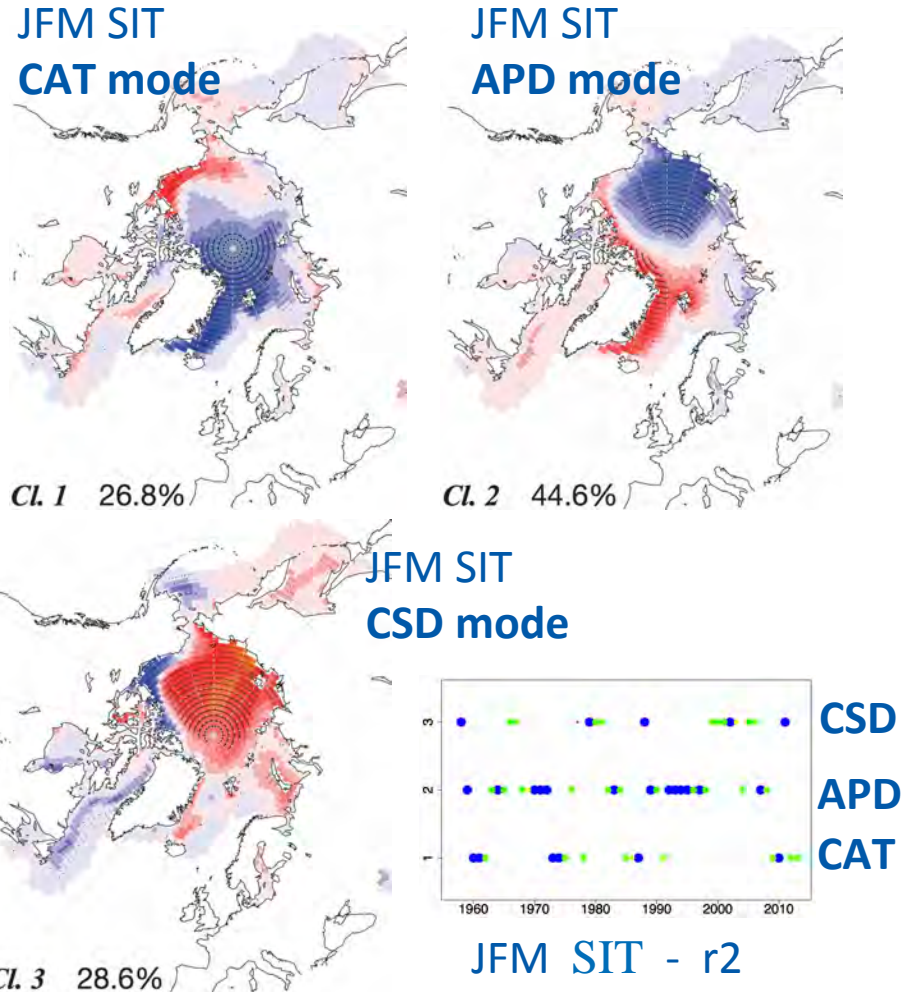 JFM SIT
CAT mode
JFM SIT
APD mode
Cl. 1 26.8%
Cl. 2 44.6%
JFM SIT
CSD mode
3
CSD
2
APD
1
CAT
1960 1970 1980 1990 2000 2010
Cl. 3 28.6%
JFM SIT - r2